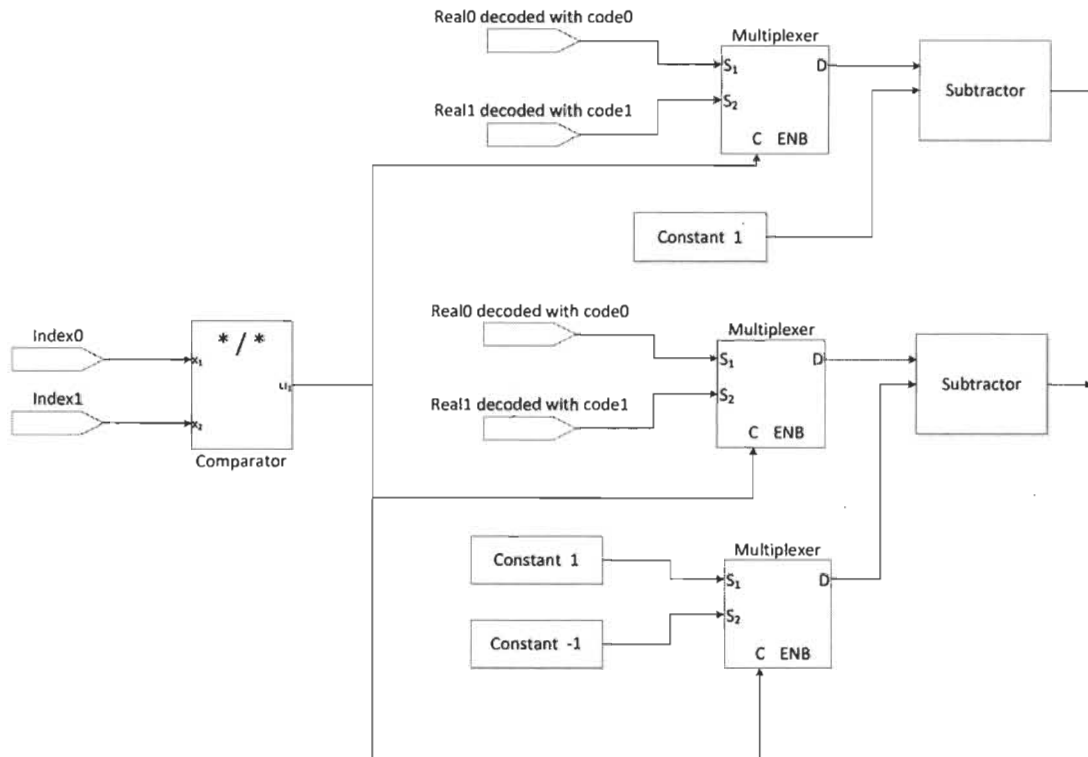 Real0 decoded with code0
Real1 decoded with code1
Multiplexer
S1
S2
D
C ENB
Subtractor
Constant 1
Index0
Index1
* / *
x1
x2
Comparator
Real0 decoded with code0
Real1 decoded with code1
Multiplexer
S1
S2
D
C ENB
Subtractor
Constant 1
Constant -1
Multiplexer
S1
S2
D
C ENB